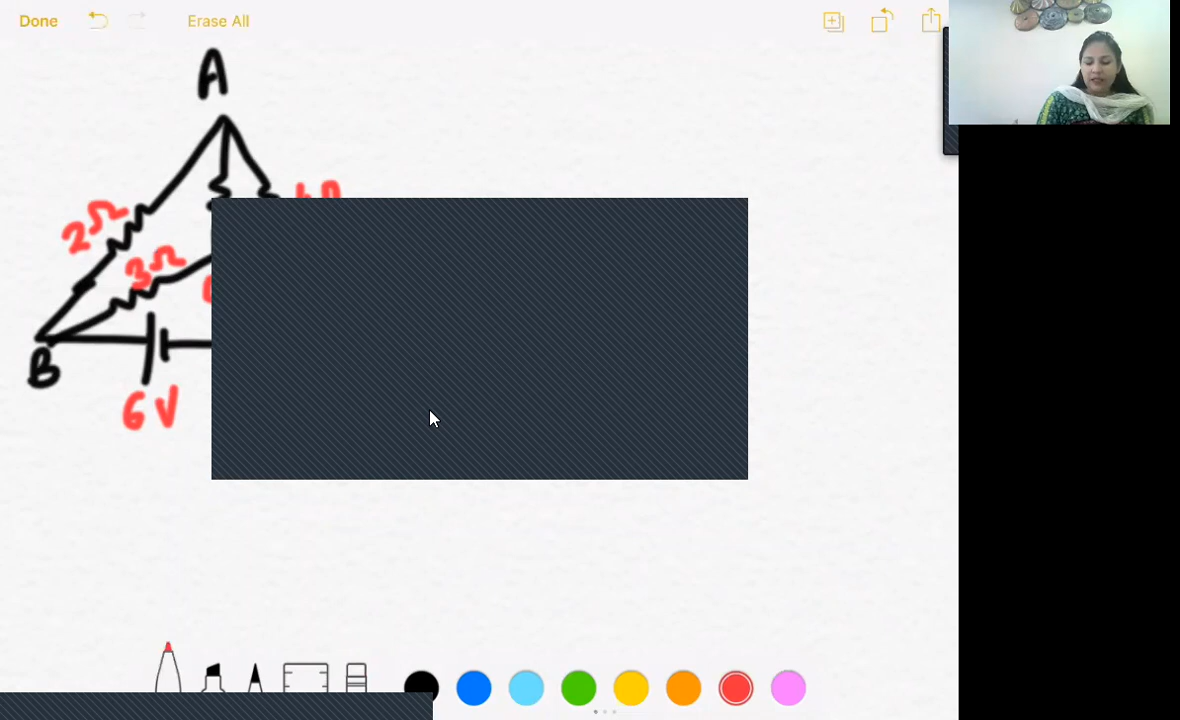 Done Erase All
A
2Ω
3Ω
B
6V